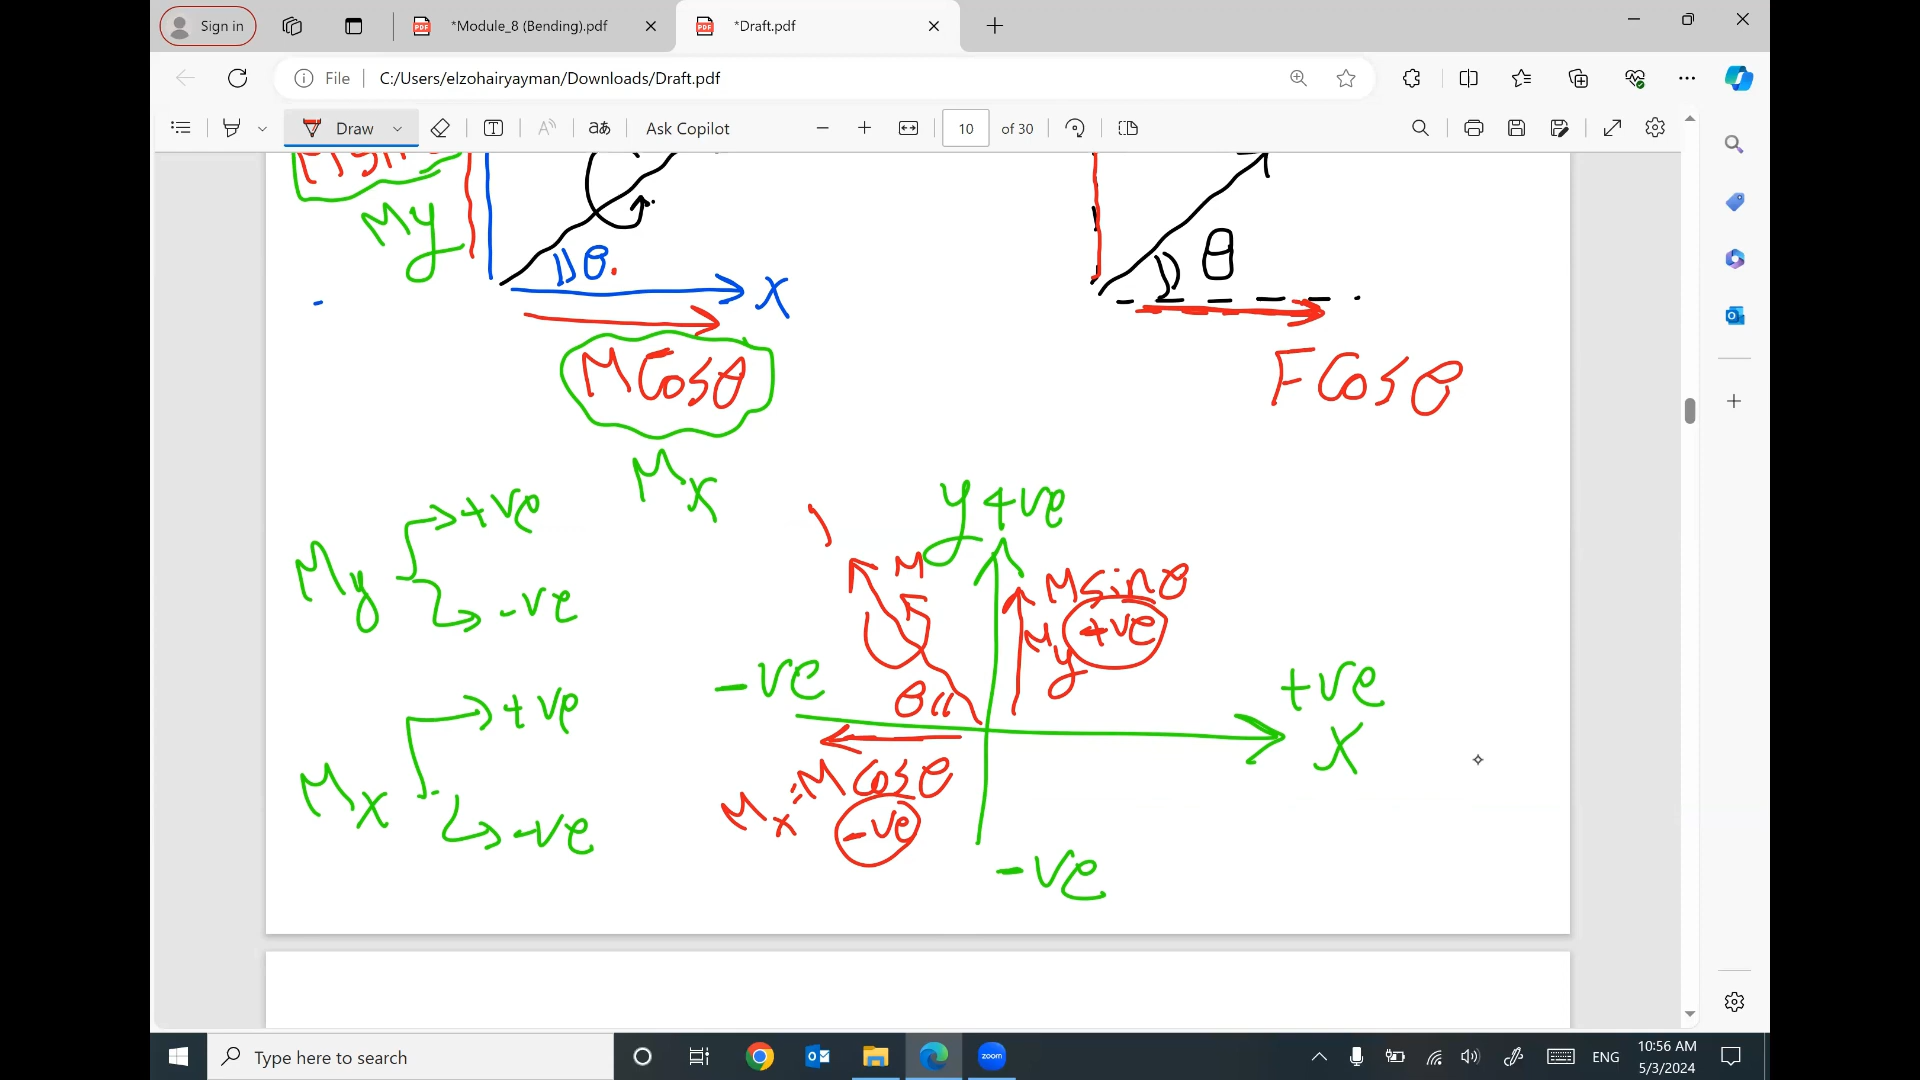 Sign in
*Module_8 (Bending).pdf
*Draft.pdf
File
C:/Users/elzohairyayman/Downloads/Draft.pdf
Draw
Ask Copilot
10 of 30
My
θ
X
θ
M Cosθ
F Cosθ
Mx
y +ve
My +ve
-ve
M
M sinθ
My +ve
-ve
θ
+ve
X
Mx +ve
-ve
Mx = M Cosθ
-ve
-ve
Type here to search
zoom
ENG
10:56 AM
5/3/2024